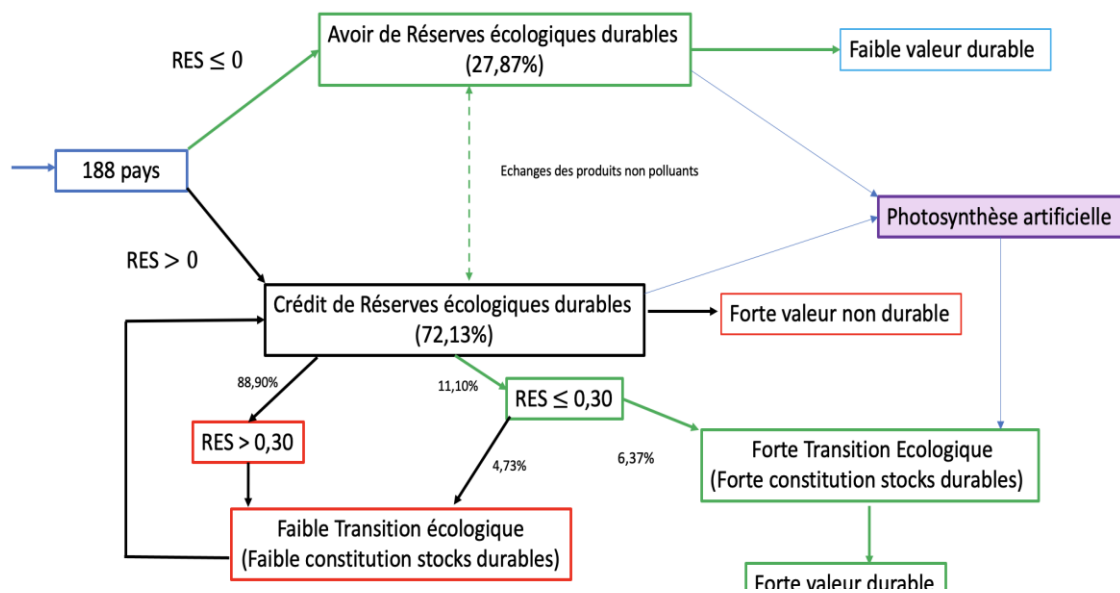 Avoir de Réserves écologiques durables
(27,87%)
Faible valeur durable
RES ≤ 0
188 pays
Echanges des produits non polluants
Photosynthèse artificielle
RES > 0
Crédit de Réserves écologiques durables
(72,13%)
Forte valeur non durable
88,90%
11,10%
RES ≤ 0,30
RES > 0,30
4,73%
6,37%
Forte Transition Ecologique
(Forte constitution stocks durables)
Faible Transition écologique
(Faible constitution stocks durables)
Forte valeur durable